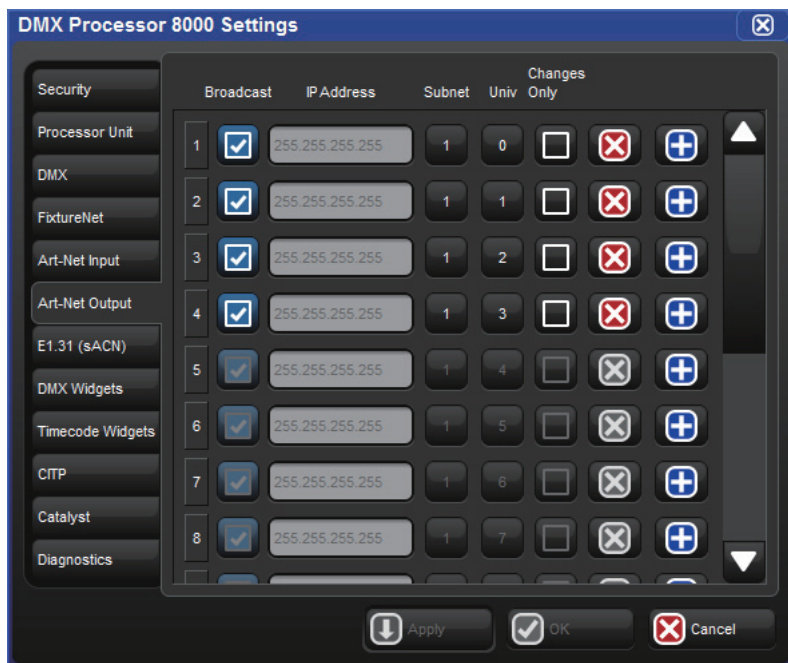 DMX Processor 8000 Settings
Security
Processor Unit
DMX
FixtureNet
Art-Net Input
Art-Net Output
E1.31 (sACN)
DMX Widgets
Timecode Widgets
CITP
Catalyst
Diagnostics
Broadcast IP Address Subnet Univ Changes Only
1 255.255.255.255 1 0
2 255.255.255.255 1 1
3 255.255.255.255 1 2
4 255.255.255.255 1 3
5 255.255.255.255 1 4
6 255.255.255.255 1 5
7 255.255.255.255 1 6
8 255.255.255.255 1 7
Apply OK Cancel